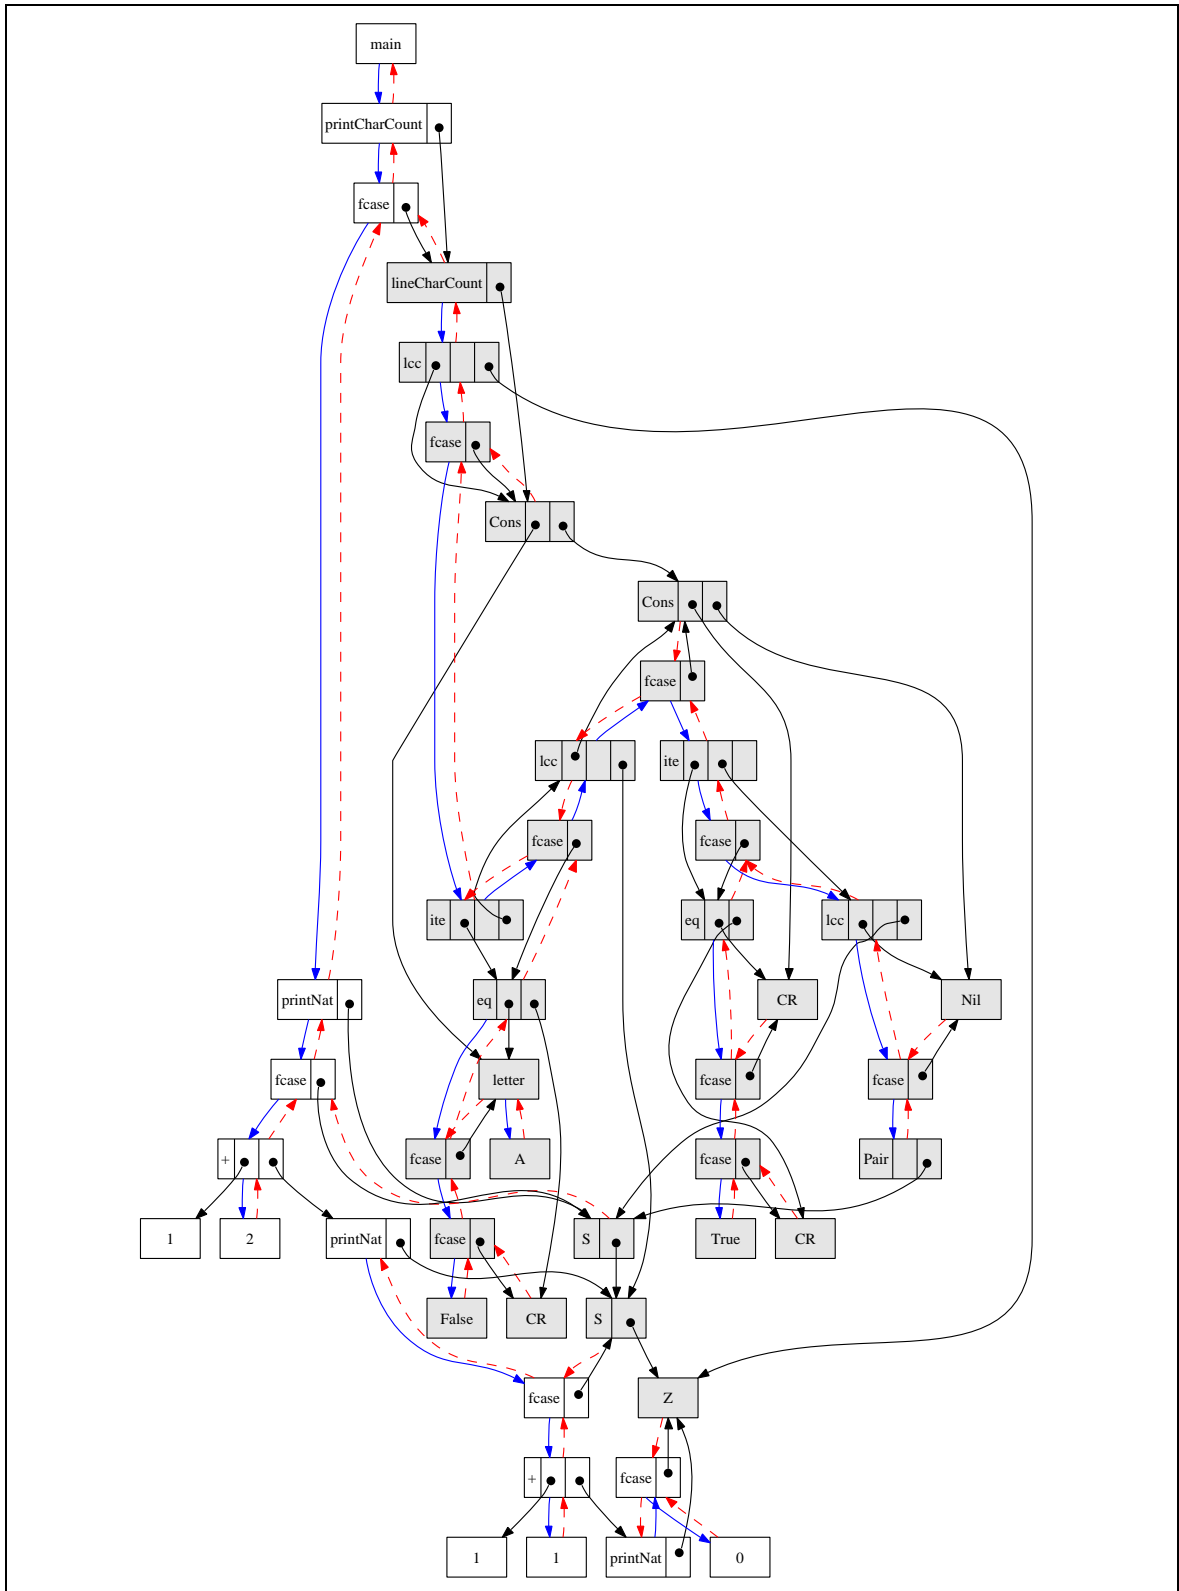 main
printCharCount
fcase
lineCharCount
lcc
fcase
Cons
Cons
fcase
lcc
ite
fcase
fcase
ite
eq
lcc
printNat
eq
CR
Nil
fcase
letter
fcase
fcase
+
fcase
A
fcase
Pair
1
2
printNat
fcase
S
True
CR
False
CR
S
fcase
Z
+
fcase
1
1
printNat
0